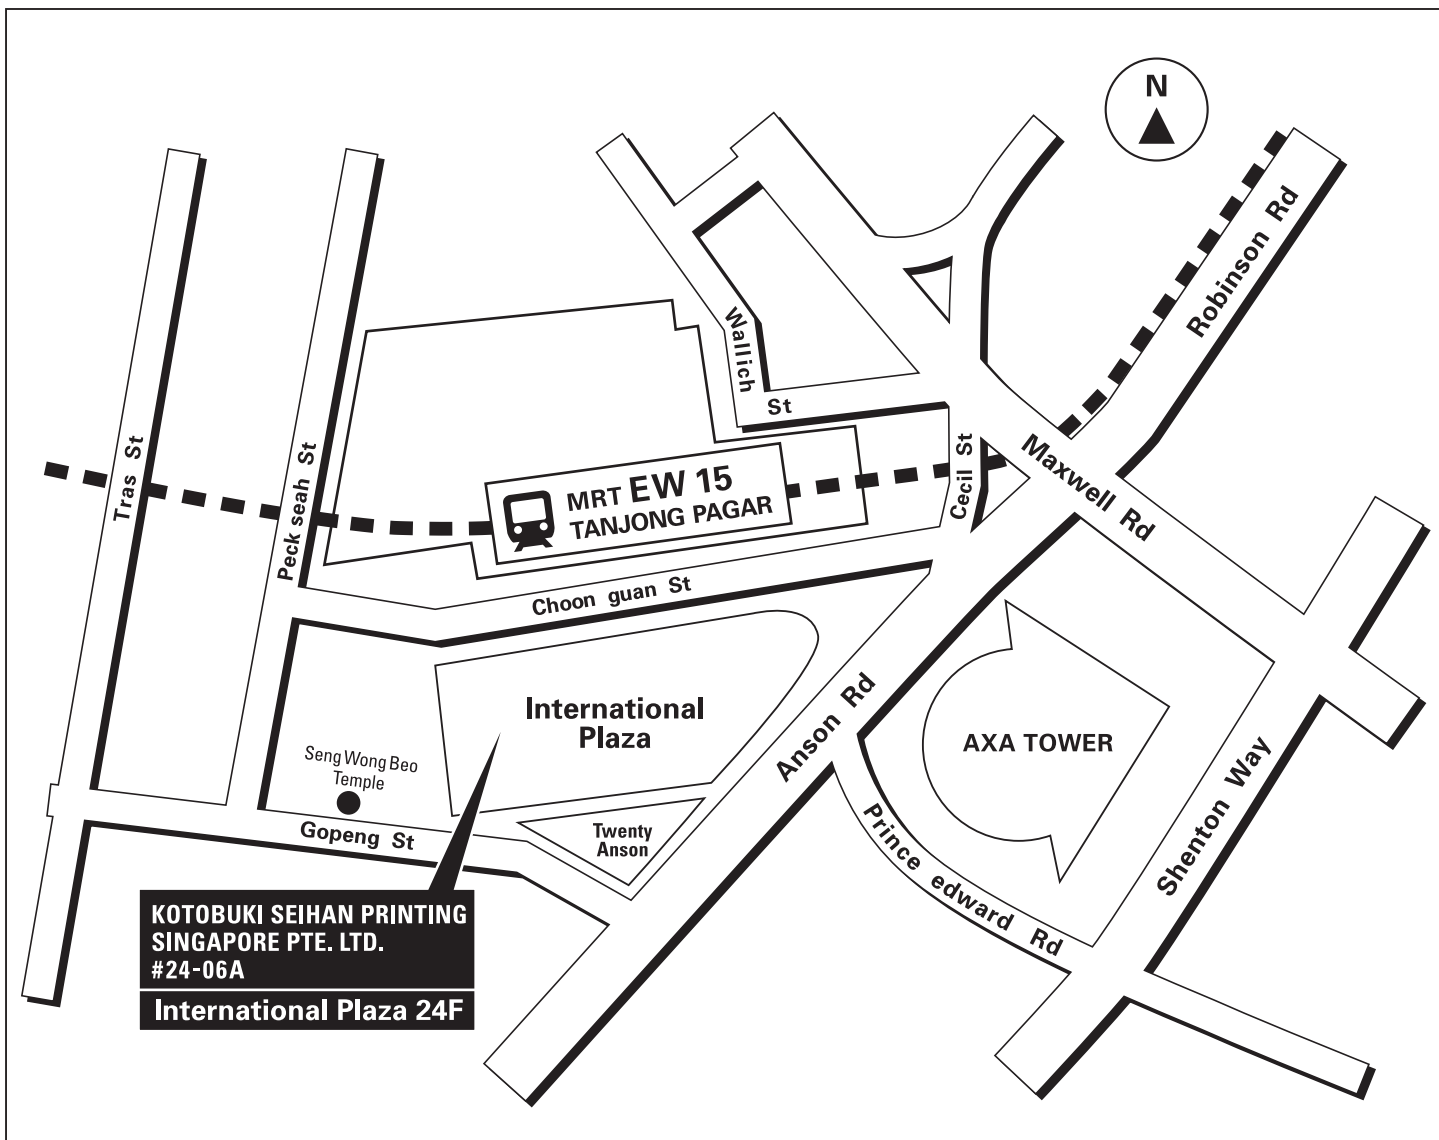 N
Robinson Rd
Wallich
St
Tras St
Peck seah St
MRT EW 15
TANJONG PAGAR
Cecil St
Maxwell Rd
Choon guan St
International
Plaza
Anson Rd
AXA TOWER
Seng Wong Beo
Temple
Gopeng St
Twenty
Anson
Prince edward Rd
Shenton Way
KOTOBUKI SEIHAN PRINTING
SINGAPORE PTE. LTD.
#24-06A
International Plaza 24F